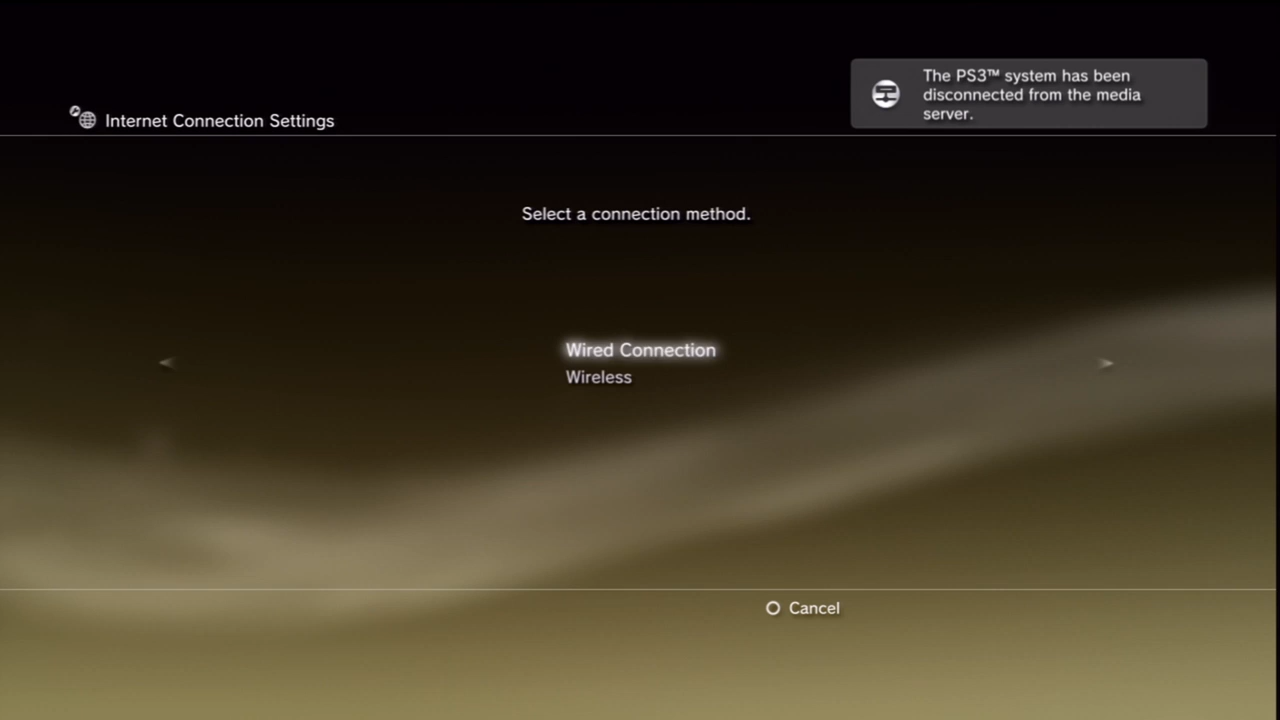 The PS3™ system has been
disconnected from the media
server.
Internet Connection Settings
Select a connection method.
Wired Connection
Wireless
Cancel